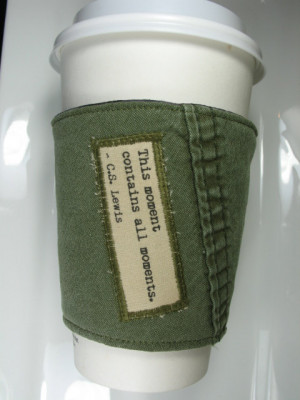 This moment
contains all moments.
- C.S. Lewis